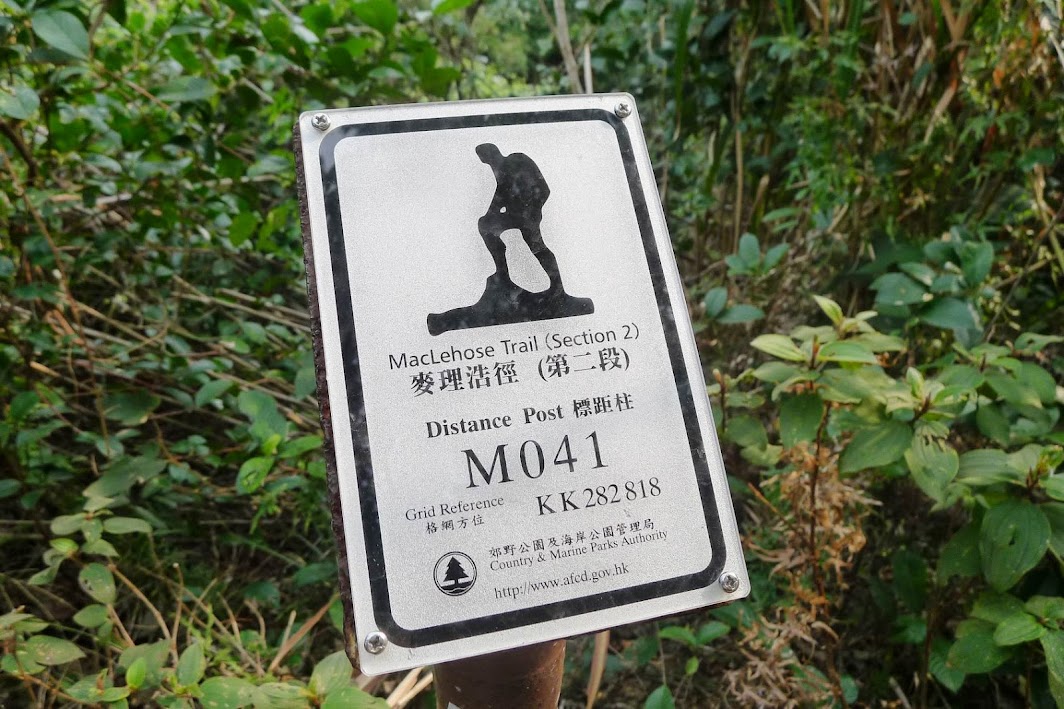 MacLehose Trail (Section 2)
麥理浩徑 (第二段)
Distance Post 標距柱
M041
Grid Reference KK282818
格網方位
郊野公園及海岸公園管理局
Country & Marine Parks Authority
http://www.afcd.gov.hk